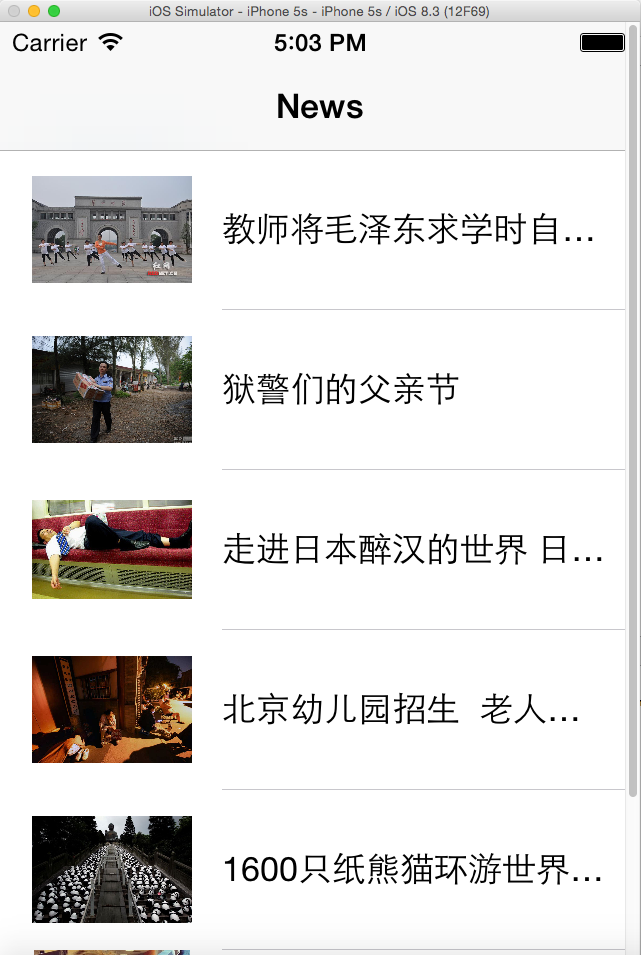 iOS Simulator - iPhone 5s - iPhone 5s / iOS 8.3 (12F69)
Carrier 5:03 PM
News
教师将毛泽东求学时自…
狱警们的父亲节
走进日本醉汉的世界 日…
北京幼儿园招生 老人…
1600只纸熊猫环游世界…